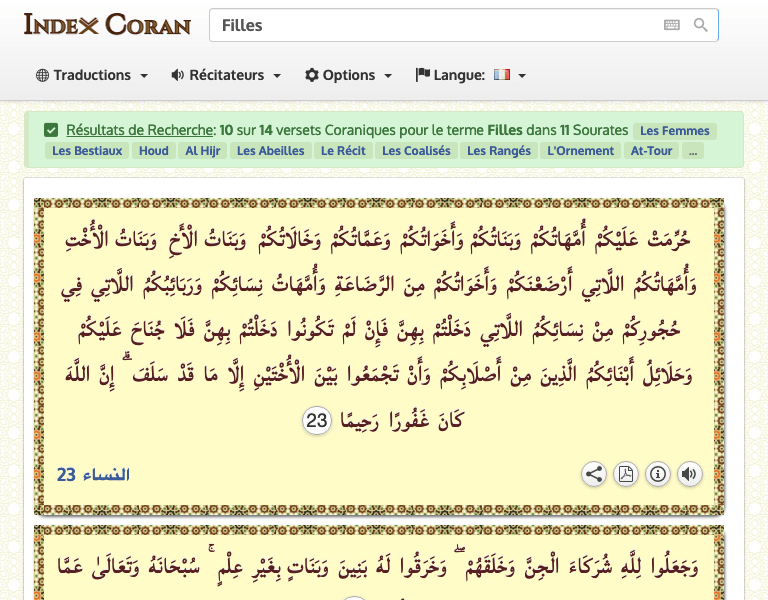 INDEX CORAN
Filles
Traductions Récitateurs Options Langue:
Résultats de Recherche: 10 sur 14 versets Coraniques pour le terme Filles dans 11 Sourates Les Femmes
Les Bestiaux Houd Al Hijr Les Abeilles Le Récit Les Coalisés Les Rangés L'Ornement At-Tour ...
حُرِّمَتْ عَلَيْكُمْ أُمَّهَاتُكُمْ وَبَنَاتُكُمْ وَأَخَوَاتُكُمْ وَعَمَّاتُكُمْ وَخَالَاتُكُمْ وَبَنَاتُ الْأَخِ وَبَنَاتُ الْأُخْتِ
وَأُمَّهَاتُكُمُ اللَّاتِي أَرْضَعْنَكُمْ وَأَخَوَاتُكُمْ مِنَ الرَّضَاعَةِ وَأُمَّهَاتُ نِسَائِكُمْ وَرَبَائِبُكُمُ اللَّاتِي فِي
حُجُورِكُمْ مِنْ نِسَائِكُمُ اللَّاتِي دَخَلْتُمْ بِهِنَّ فَإِنْ لَمْ تَكُونُوا دَخَلْتُمْ بِهِنَّ فَلَا جُنَاحَ عَلَيْكُمْ
وَحَلَائِلُ أَبْنَائِكُمُ الَّذِينَ مِنْ أَصْلَابِكُمْ وَأَنْ تَجْمَعُوا بَيْنَ الْأُخْتَيْنِ إِلَّا مَا قَدْ سَلَفَ ۗ إِنَّ اللَّهَ
كَانَ غَفُورًا رَحِيمًا 23
النساء 23
وَجَعَلُوا لِلَّهِ شُرَكَاءَ الْجِنَّ وَخَلَقَهُمْ ۖ وَخَرَقُوا لَهُ بَنِينَ وَبَنَاتٍ بِغَيْرِ عِلْمٍ ۚ سُبْحَانَهُ وَتَعَالَىٰ عَمَّا